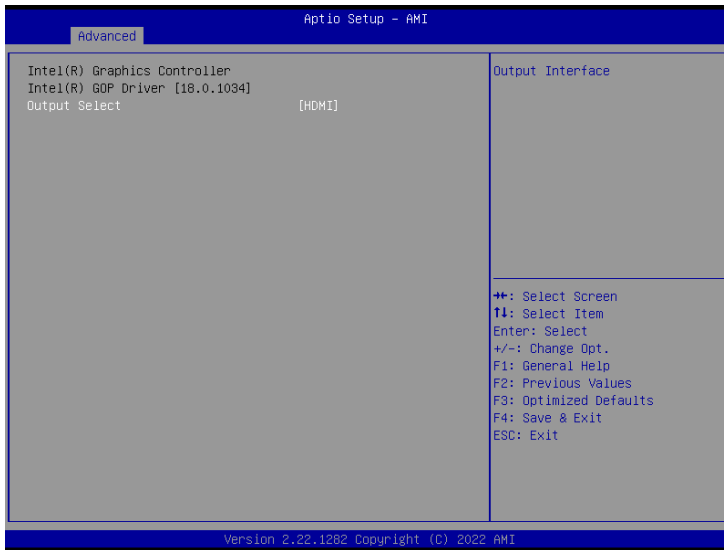 Aptio Setup - AMI
Advanced
Intel(R) Graphics Controller
Intel(R) GOP Driver [18.0.1034]
Output Select [HDMI]
Output Interface
→←: Select Screen
↑↓: Select Item
Enter: Select
+/-: Change Opt.
F1: General Help
F2: Previous Values
F3: Optimized Defaults
F4: Save & Exit
ESC: Exit
Version 2.22.1282 Copyright (C) 2022 AMI